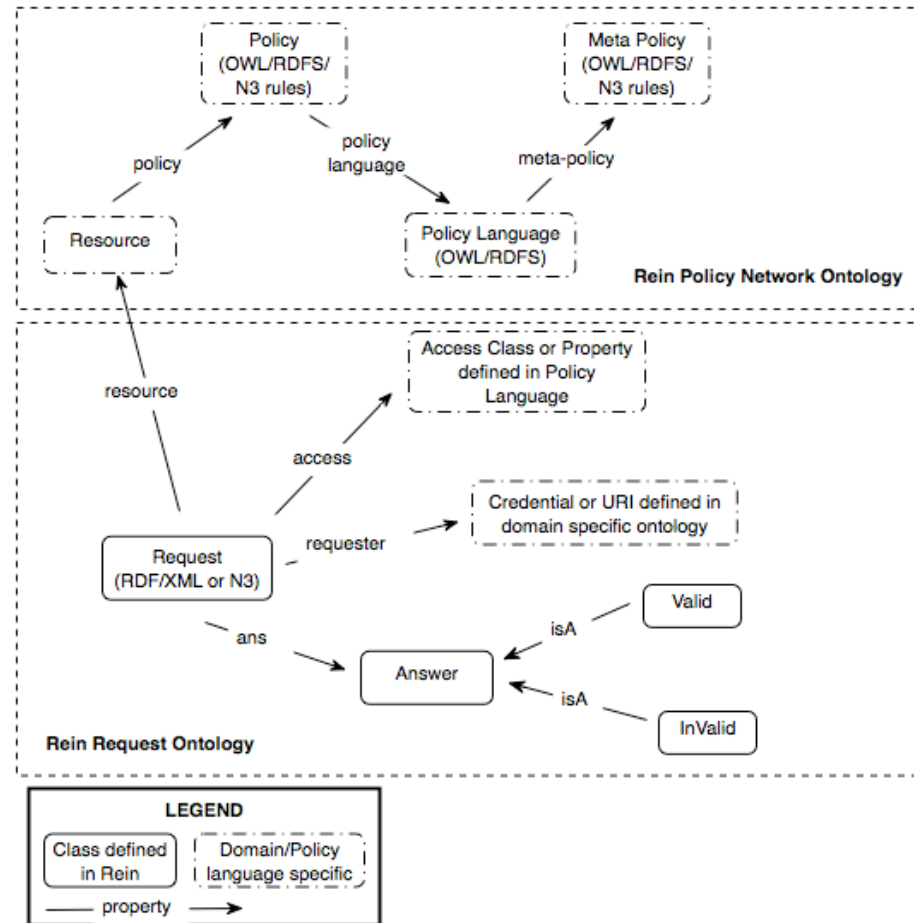 Policy
(OWL/RDFS/
N3 rules)
Meta Policy
(OWL/RDFS/
N3 rules)
policy
policy
language
meta-policy
Resource
Policy Language
(OWL/RDFS)
Rein Policy Network Ontology
resource
Access Class or Property
defined in Policy
Language
access
Credential or URI defined in
domain specific ontology
requester
Request
(RDF/XML or N3)
ans
Answer
isA
Valid
isA
InValid
Rein Request Ontology
LEGEND
Class defined
in Rein
Domain/Policy
language specific
property